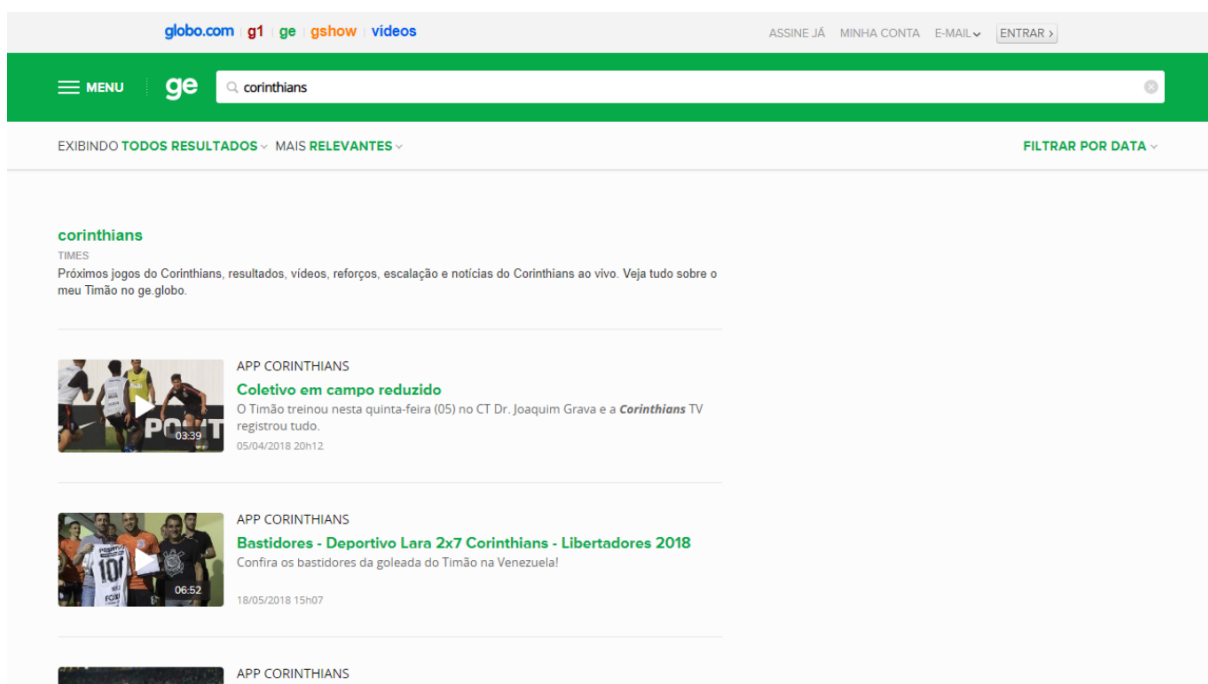 globo.com g1 ge gshow vídeos ASSINE JÁ MINHA CONTA E-MAIL ENTRAR ›
MENU ge corinthians
EXIBINDO TODOS RESULTADOS MAIS RELEVANTES FILTRAR POR DATA
corinthians
TIMES
Próximos jogos do Corinthians, resultados, vídeos, reforços, escalação e notícias do Corinthians ao vivo. Veja tudo sobre o
meu Timão no ge.globo.
APP CORINTHIANS
Coletivo em campo reduzido
O Timão treinou nesta quinta-feira (05) no CT Dr. Joaquim Grava e a Corinthians TV
registrou tudo.
03:39
05/04/2018 20h12
APP CORINTHIANS
Bastidores - Deportivo Lara 2x7 Corinthians - Libertadores 2018
Confira os bastidores da goleada do Timão na Venezuela!
100
06:52
18/05/2018 15h07
APP CORINTHIANS